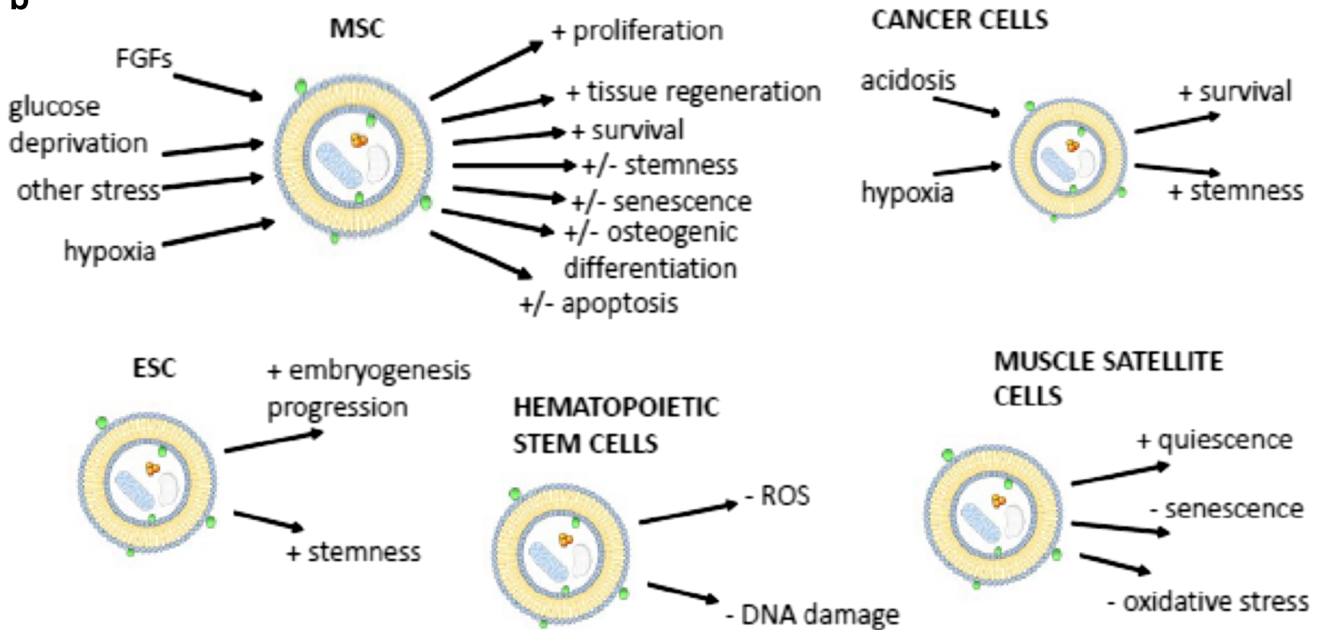 b
MSC
FGFs
glucose
deprivation
other stress
hypoxia
+ proliferation
+ tissue regeneration
+ survival
+/- stemness
+/- senescence
+/- osteogenic
differentiation
+/- apoptosis
CANCER CELLS
acidosis
hypoxia
+ survival
+ stemness
ESC
+ embryogenesis
progression
+ stemness
HEMATOPOIETIC
STEM CELLS
- ROS
- DNA damage
MUSCLE SATELLITE
CELLS
+ quiescence
- senescence
- oxidative stress